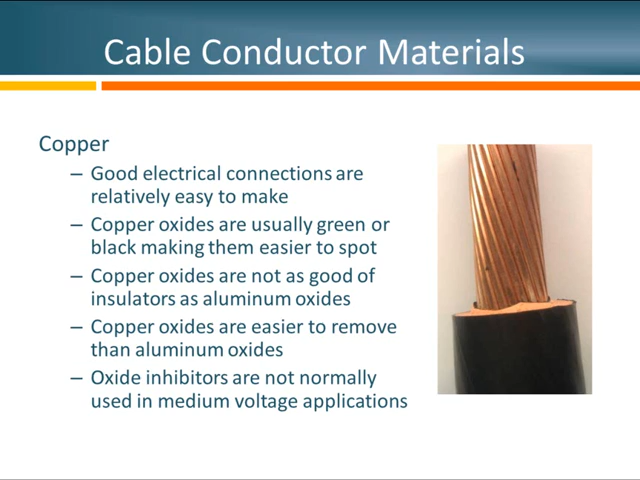 Cable Conductor Materials
Copper
– Good electrical connections are
relatively easy to make
– Copper oxides are usually green or
black making them easier to spot
– Copper oxides are not as good of
insulators as aluminum oxides
– Copper oxides are easier to remove
than aluminum oxides
– Oxide inhibitors are not normally
used in medium voltage applications